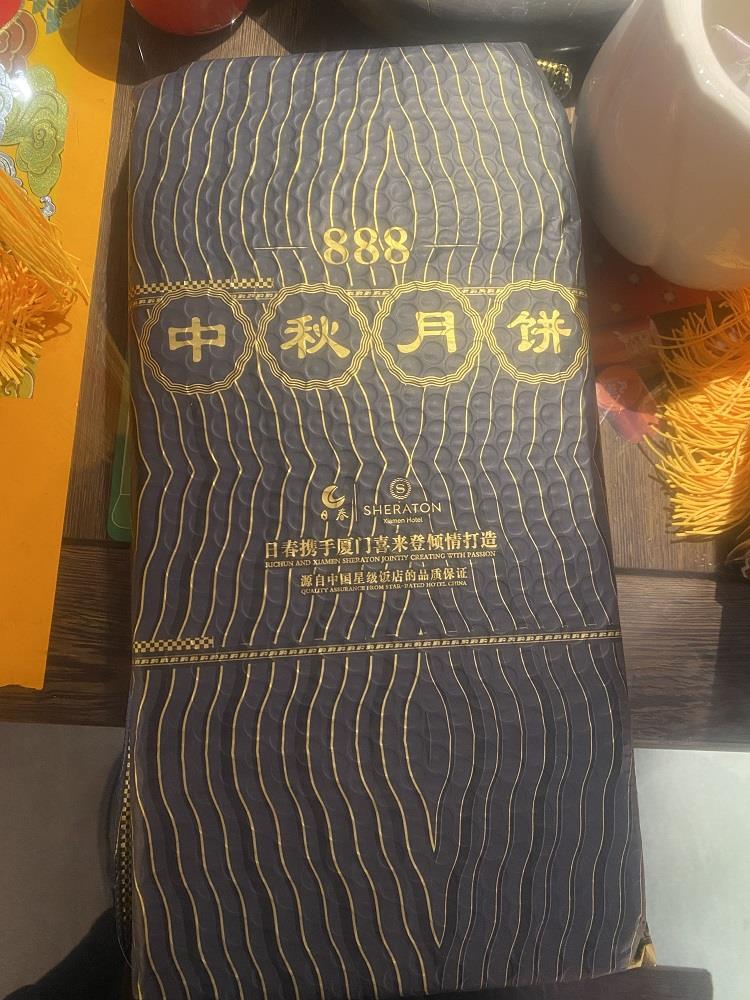 888
中秋月饼
日春 SHERATON
Xiamen Hotel
日春携手厦门喜来登倾情打造
RICHUN AND XIAMEN SHERATON JOINTIY CREATING WITH PASSION
源自中国星级饭店的品质保证
QUALITY ASSURANCE FROM STAR-RATED HOTEL CHINA